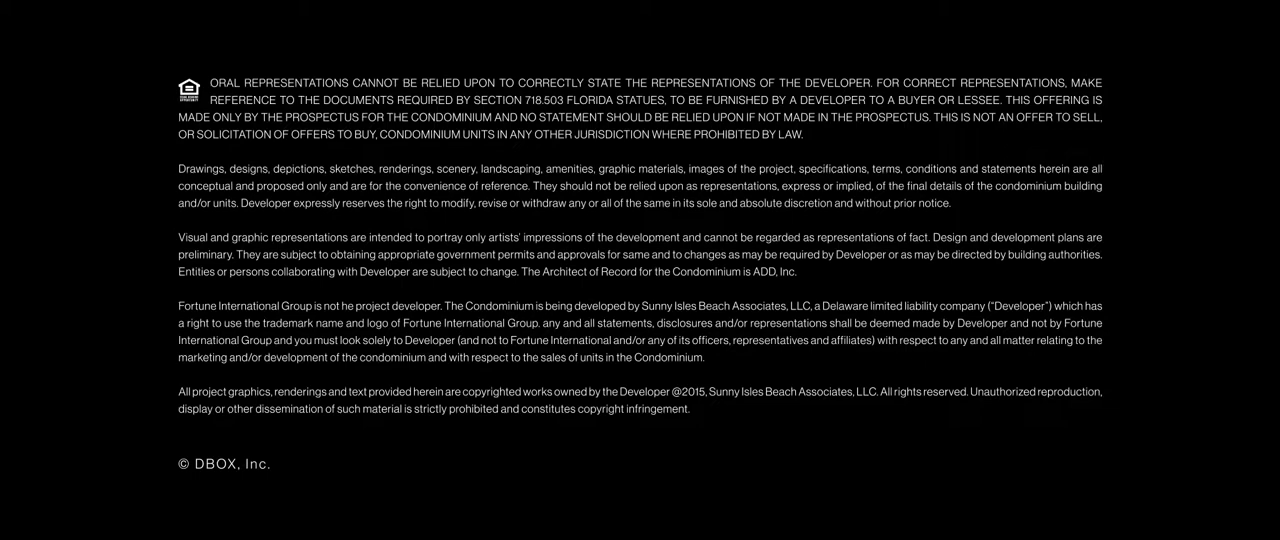 ORAL REPRESENTATIONS CANNOT BE RELIED UPON TO CORRECTLY STATE THE REPRESENTATIONS OF THE DEVELOPER. FOR CORRECT REPRESENTATIONS, MAKE
REFERENCE TO THE DOCUMENTS REQUIRED BY SECTION 718.503 FLORIDA STATUES, TO BE FURNISHED BY A DEVELOPER TO A BUYER OR LESSEE. THIS OFFERING IS
MADE ONLY BY THE PROSPECTUS FOR THE CONDOMINIUM AND NO STATEMENT SHOULD BE RELIED UPON IF NOT MADE IN THE PROSPECTUS. THIS IS NOT AN OFFER TO SELL,
OR SOLICITATION OF OFFERS TO BUY, CONDOMINIUM UNITS IN ANY OTHER JURISDICTION WHERE PROHIBITED BY LAW.
Drawings, designs, depictions, sketches, renderings, scenery, landscaping, amenities, graphic materials, images of the project, specifications, terms, conditions and statements herein are all
conceptual and proposed only and are for the convenience of reference. They should not be relied upon as representations, express or implied, of the final details of the condominium building
and/or units. Developer expressly reserves the right to modify, revise or withdraw any or all of the same in its sole and absolute discretion and without prior notice.
Visual and graphic representations are intended to portray only artists' impressions of the development and cannot be regarded as representations of fact. Design and development plans are
preliminary. They are subject to obtaining appropriate government permits and approvals for same and to changes as may be required by Developer or as may be directed by building authorities.
Entities or persons collaborating with Developer are subject to change. The Architect of Record for the Condominium is ADD, Inc.
Fortune International Group is not he project developer. The Condominium is being developed by Sunny Isles Beach Associates, LLC, a Delaware limited liability company ("Developer") which has
a right to use the trademark name and logo of Fortune International Group. any and all statements, disclosures and/or representations shall be deemed made by Developer and not by Fortune
International Group and you must look solely to Developer (and not to Fortune International and/or any of its officers, representatives and affiliates) with respect to any and all matter relating to the
marketing and/or development of the condominium and with respect to the sales of units in the Condominium.
All project graphics, renderings and text provided herein are copyrighted works owned by the Developer @2015, Sunny Isles Beach Associates, LLC. All rights reserved. Unauthorized reproduction,
display or other dissemination of such material is strictly prohibited and constitutes copyright infringement.
© DBOX, Inc.